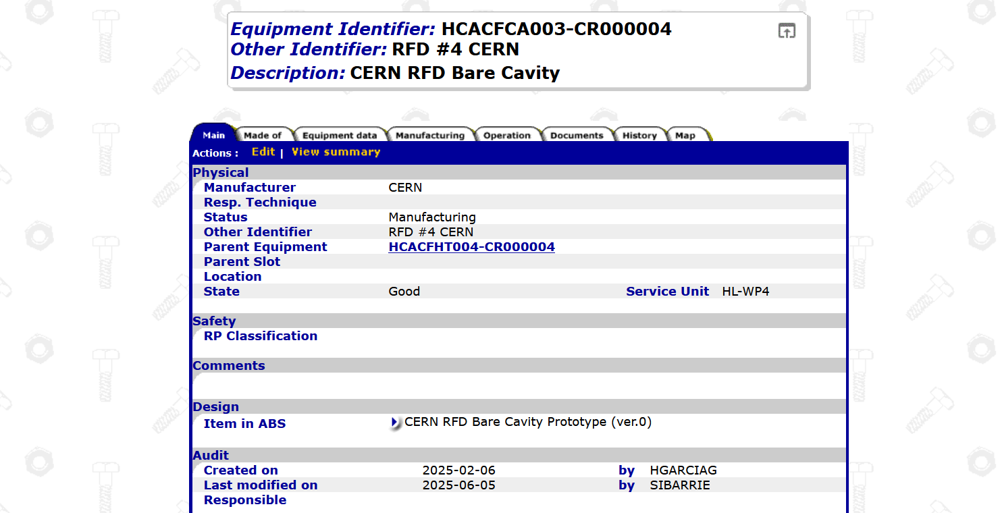 Equipment Identifier: HCACFCA003-CR000004
Other Identifier: RFD #4 CERN
Description: CERN RFD Bare Cavity
Main Made of Equipment data Manufacturing Operation Documents History Map
Actions : Edit | View summary
Physical
Manufacturer CERN
Resp. Technique
Status Manufacturing
Other Identifier RFD #4 CERN
Parent Equipment HCACFHT004-CR000004
Parent Slot
Location
State Good Service Unit HL-WP4
Safety
RP Classification
Comments
Design
Item in ABS CERN RFD Bare Cavity Prototype (ver.0)
Audit
Created on 2025-02-06 by HGARCIAG
Last modified on 2025-06-05 by SIBARRIE
Responsible